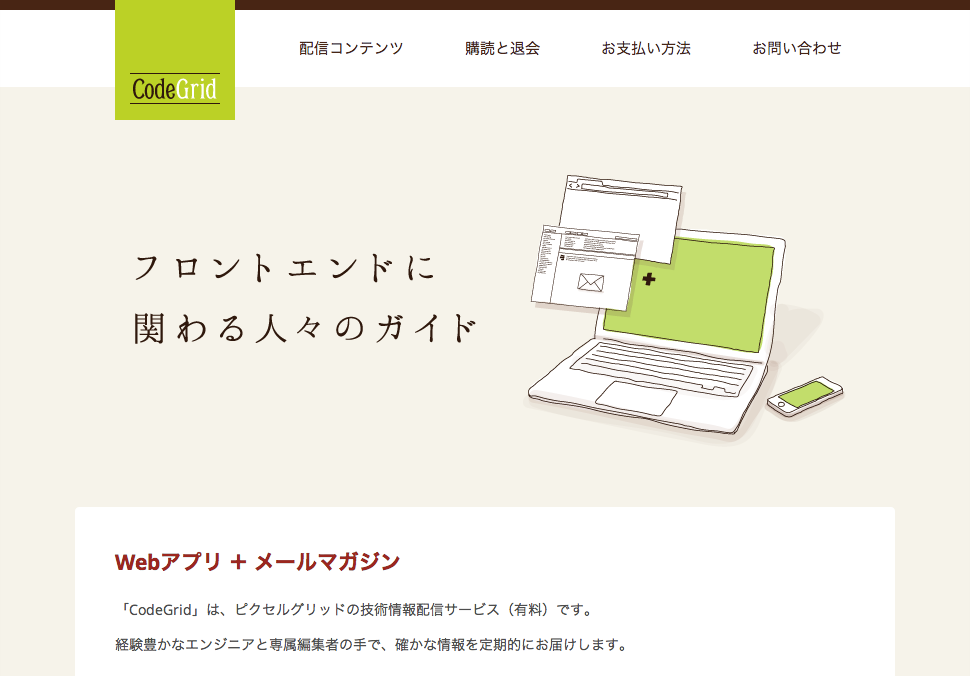 配信コンテンツ 購読と退会 お支払い方法 お問い合わせ
CodeGrid
フロントエンドに
関わる人々のガイド
Webアプリ ＋ メールマガジン
「CodeGrid」は、ピクセルグリッドの技術情報配信サービス（有料）です。
経験豊かなエンジニアと専属編集者の手で、確かな情報を定期的にお届けします。